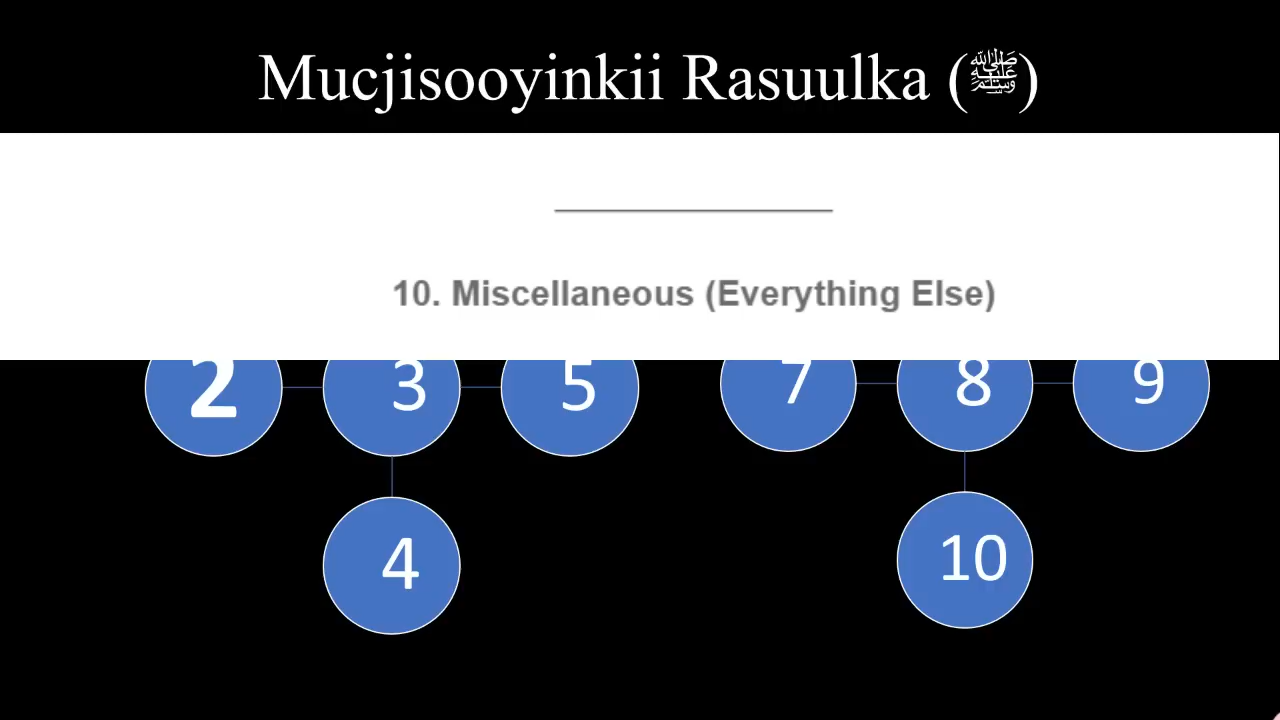 Mucjisooyinkii Rasuulka (ﷺ)
10. Miscellaneous (Everything Else)
2 3 5 7 8 9
4 10